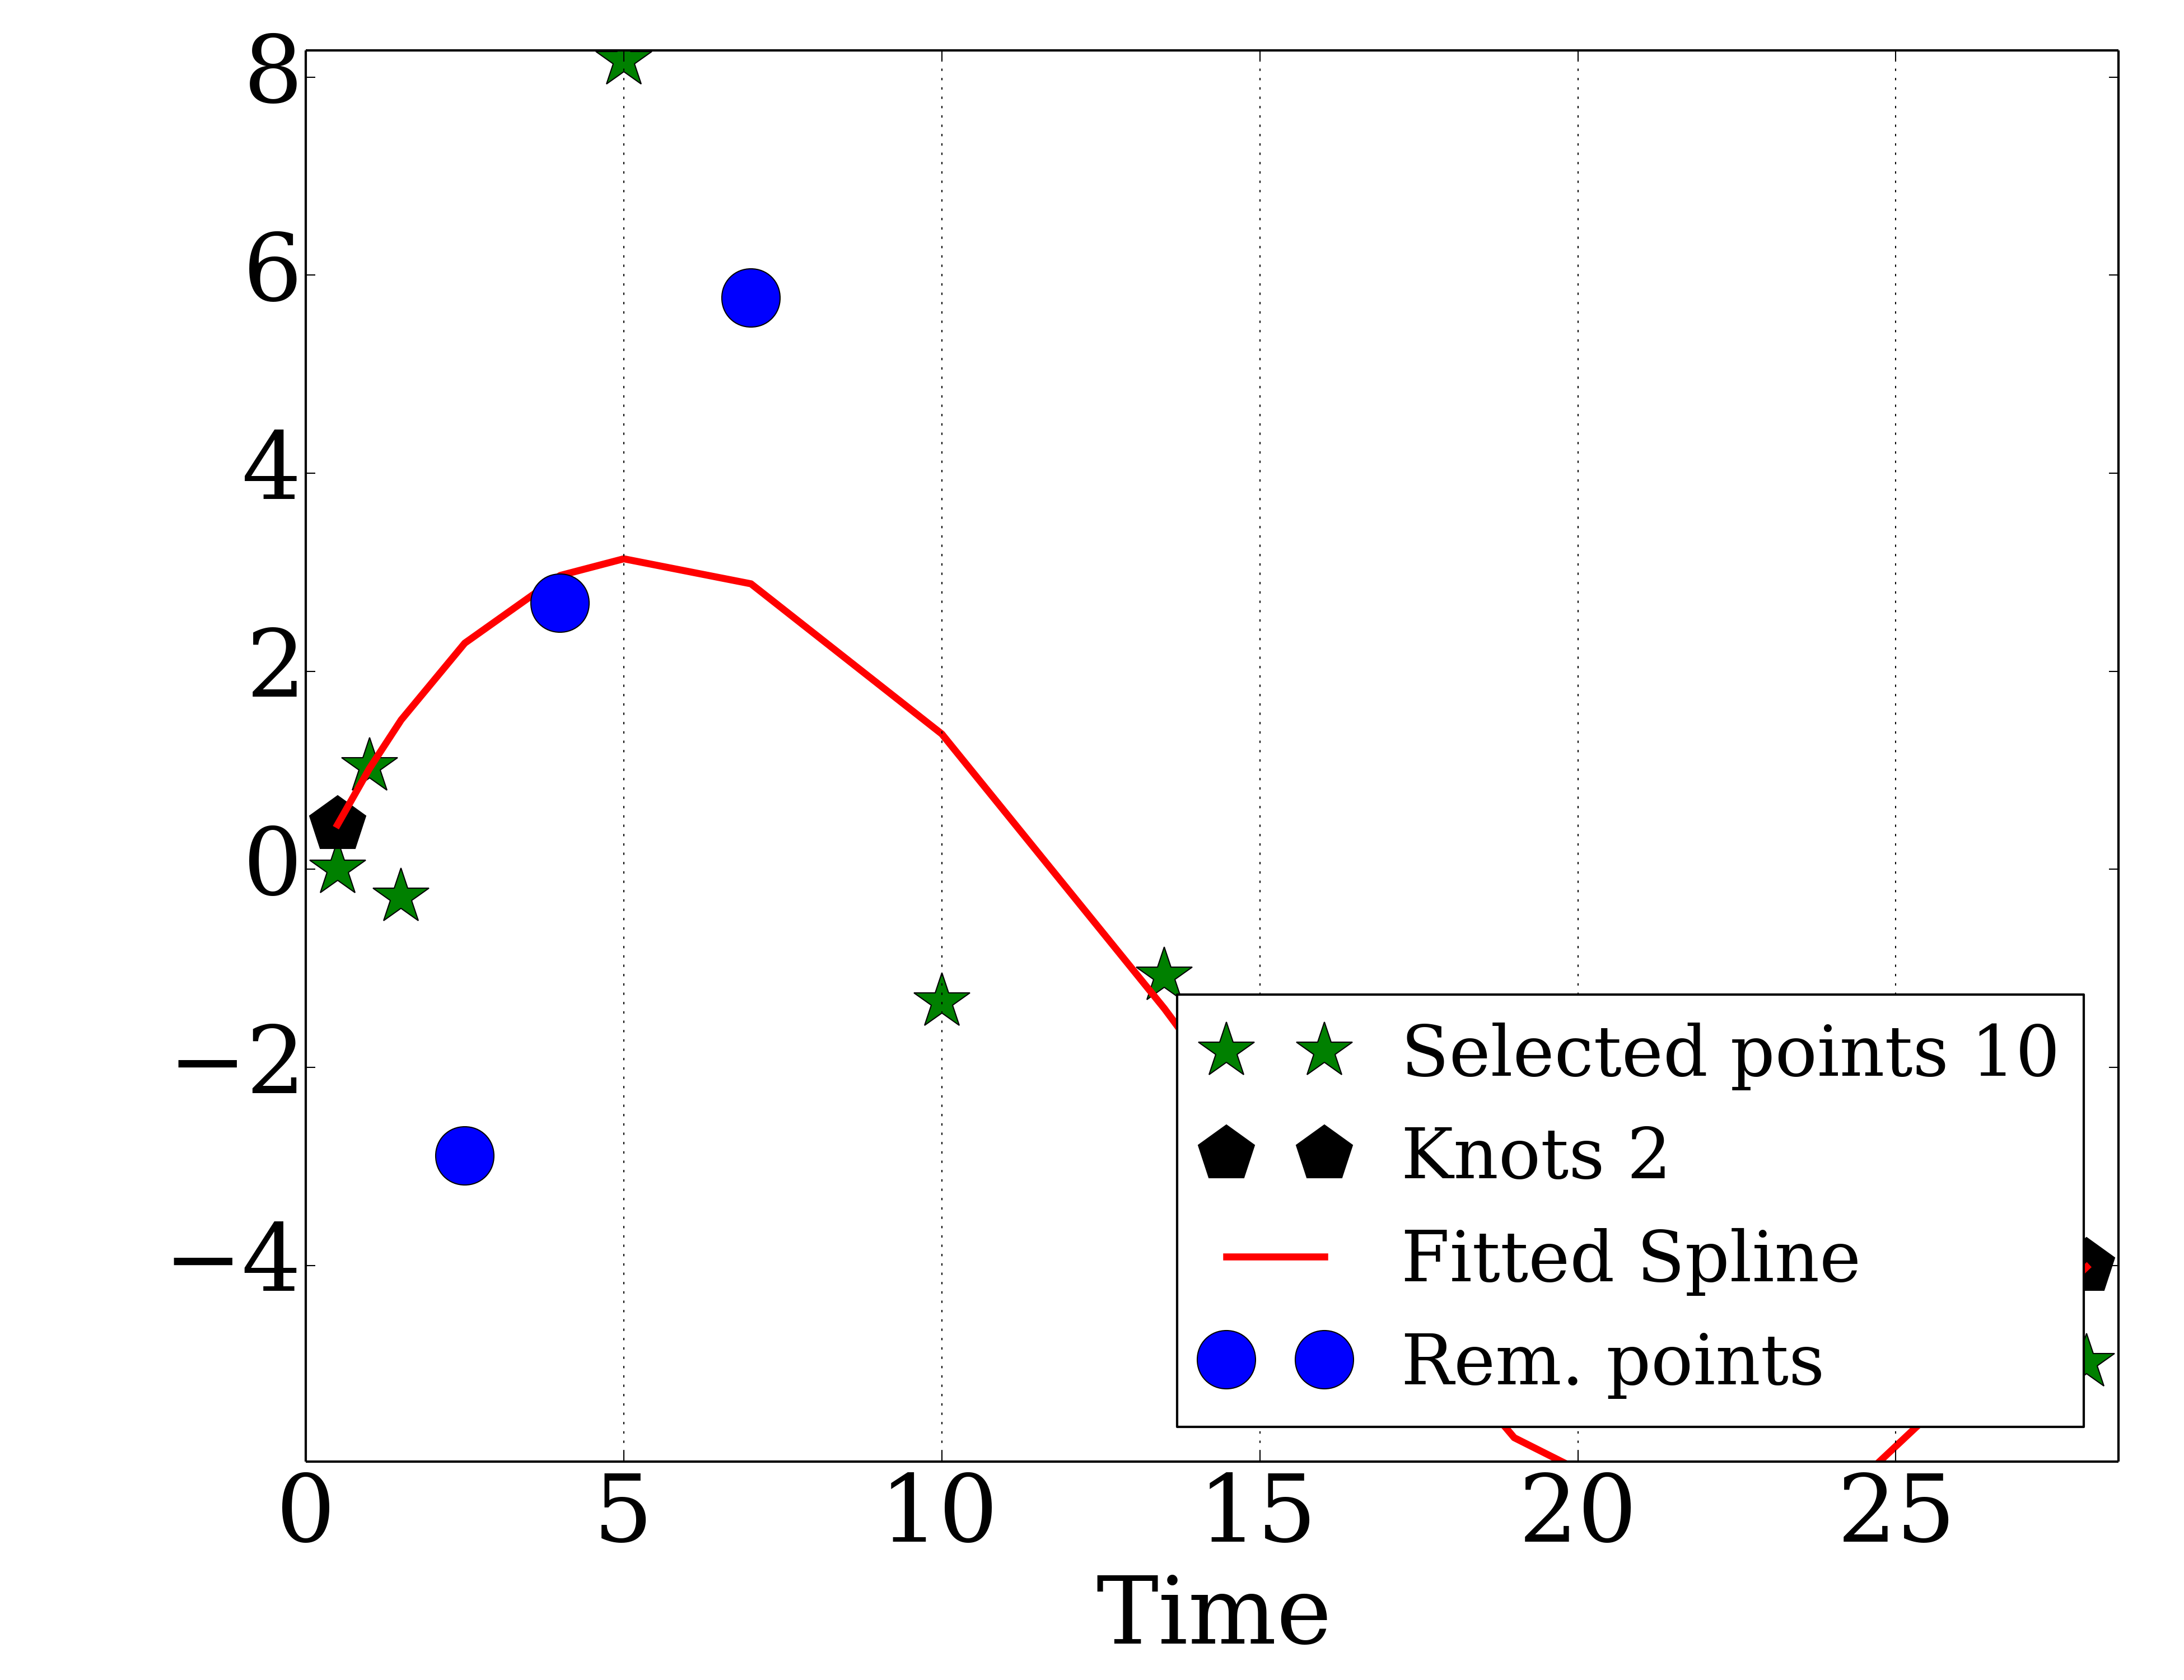 8
6
4
2
0
−2
−4
Selected points 10
Knots 2
Fitted Spline
Rem. points
0 5 10 15 20 25
Time